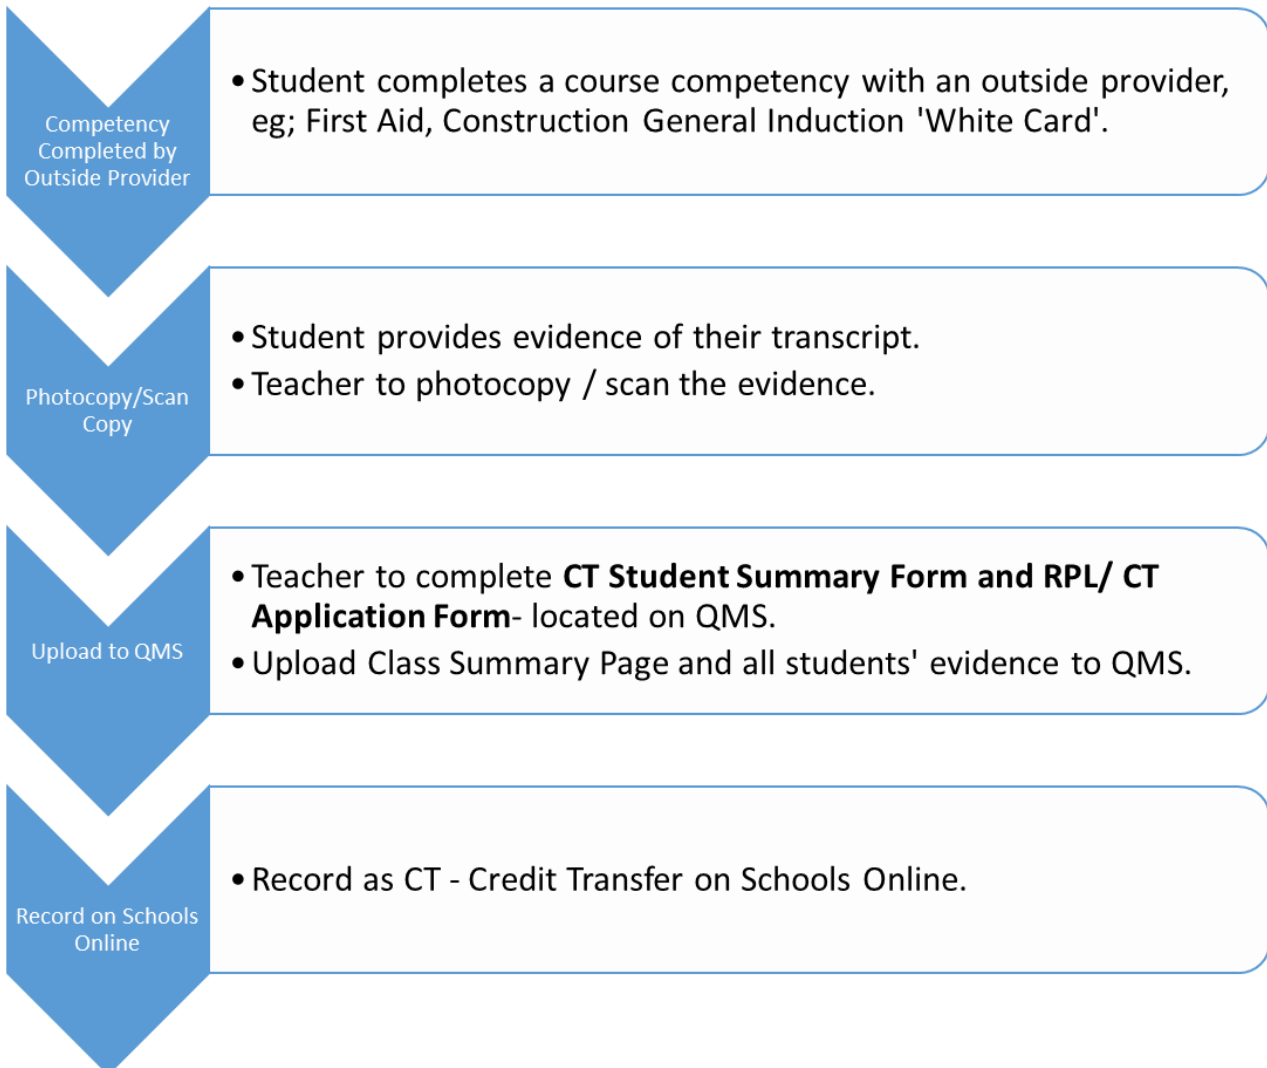 Competency
Completed by
Outside Provider
• Student completes a course competency with an outside provider,
eg; First Aid, Construction General Induction 'White Card'.
Photocopy/Scan
Copy
• Student provides evidence of their transcript.
• Teacher to photocopy / scan the evidence.
Upload to QMS
• Teacher to complete CT Student Summary Form and RPL/ CT
Application Form- located on QMS.
• Upload Class Summary Page and all students' evidence to QMS.
Record on Schools
Online
• Record as CT - Credit Transfer on Schools Online.